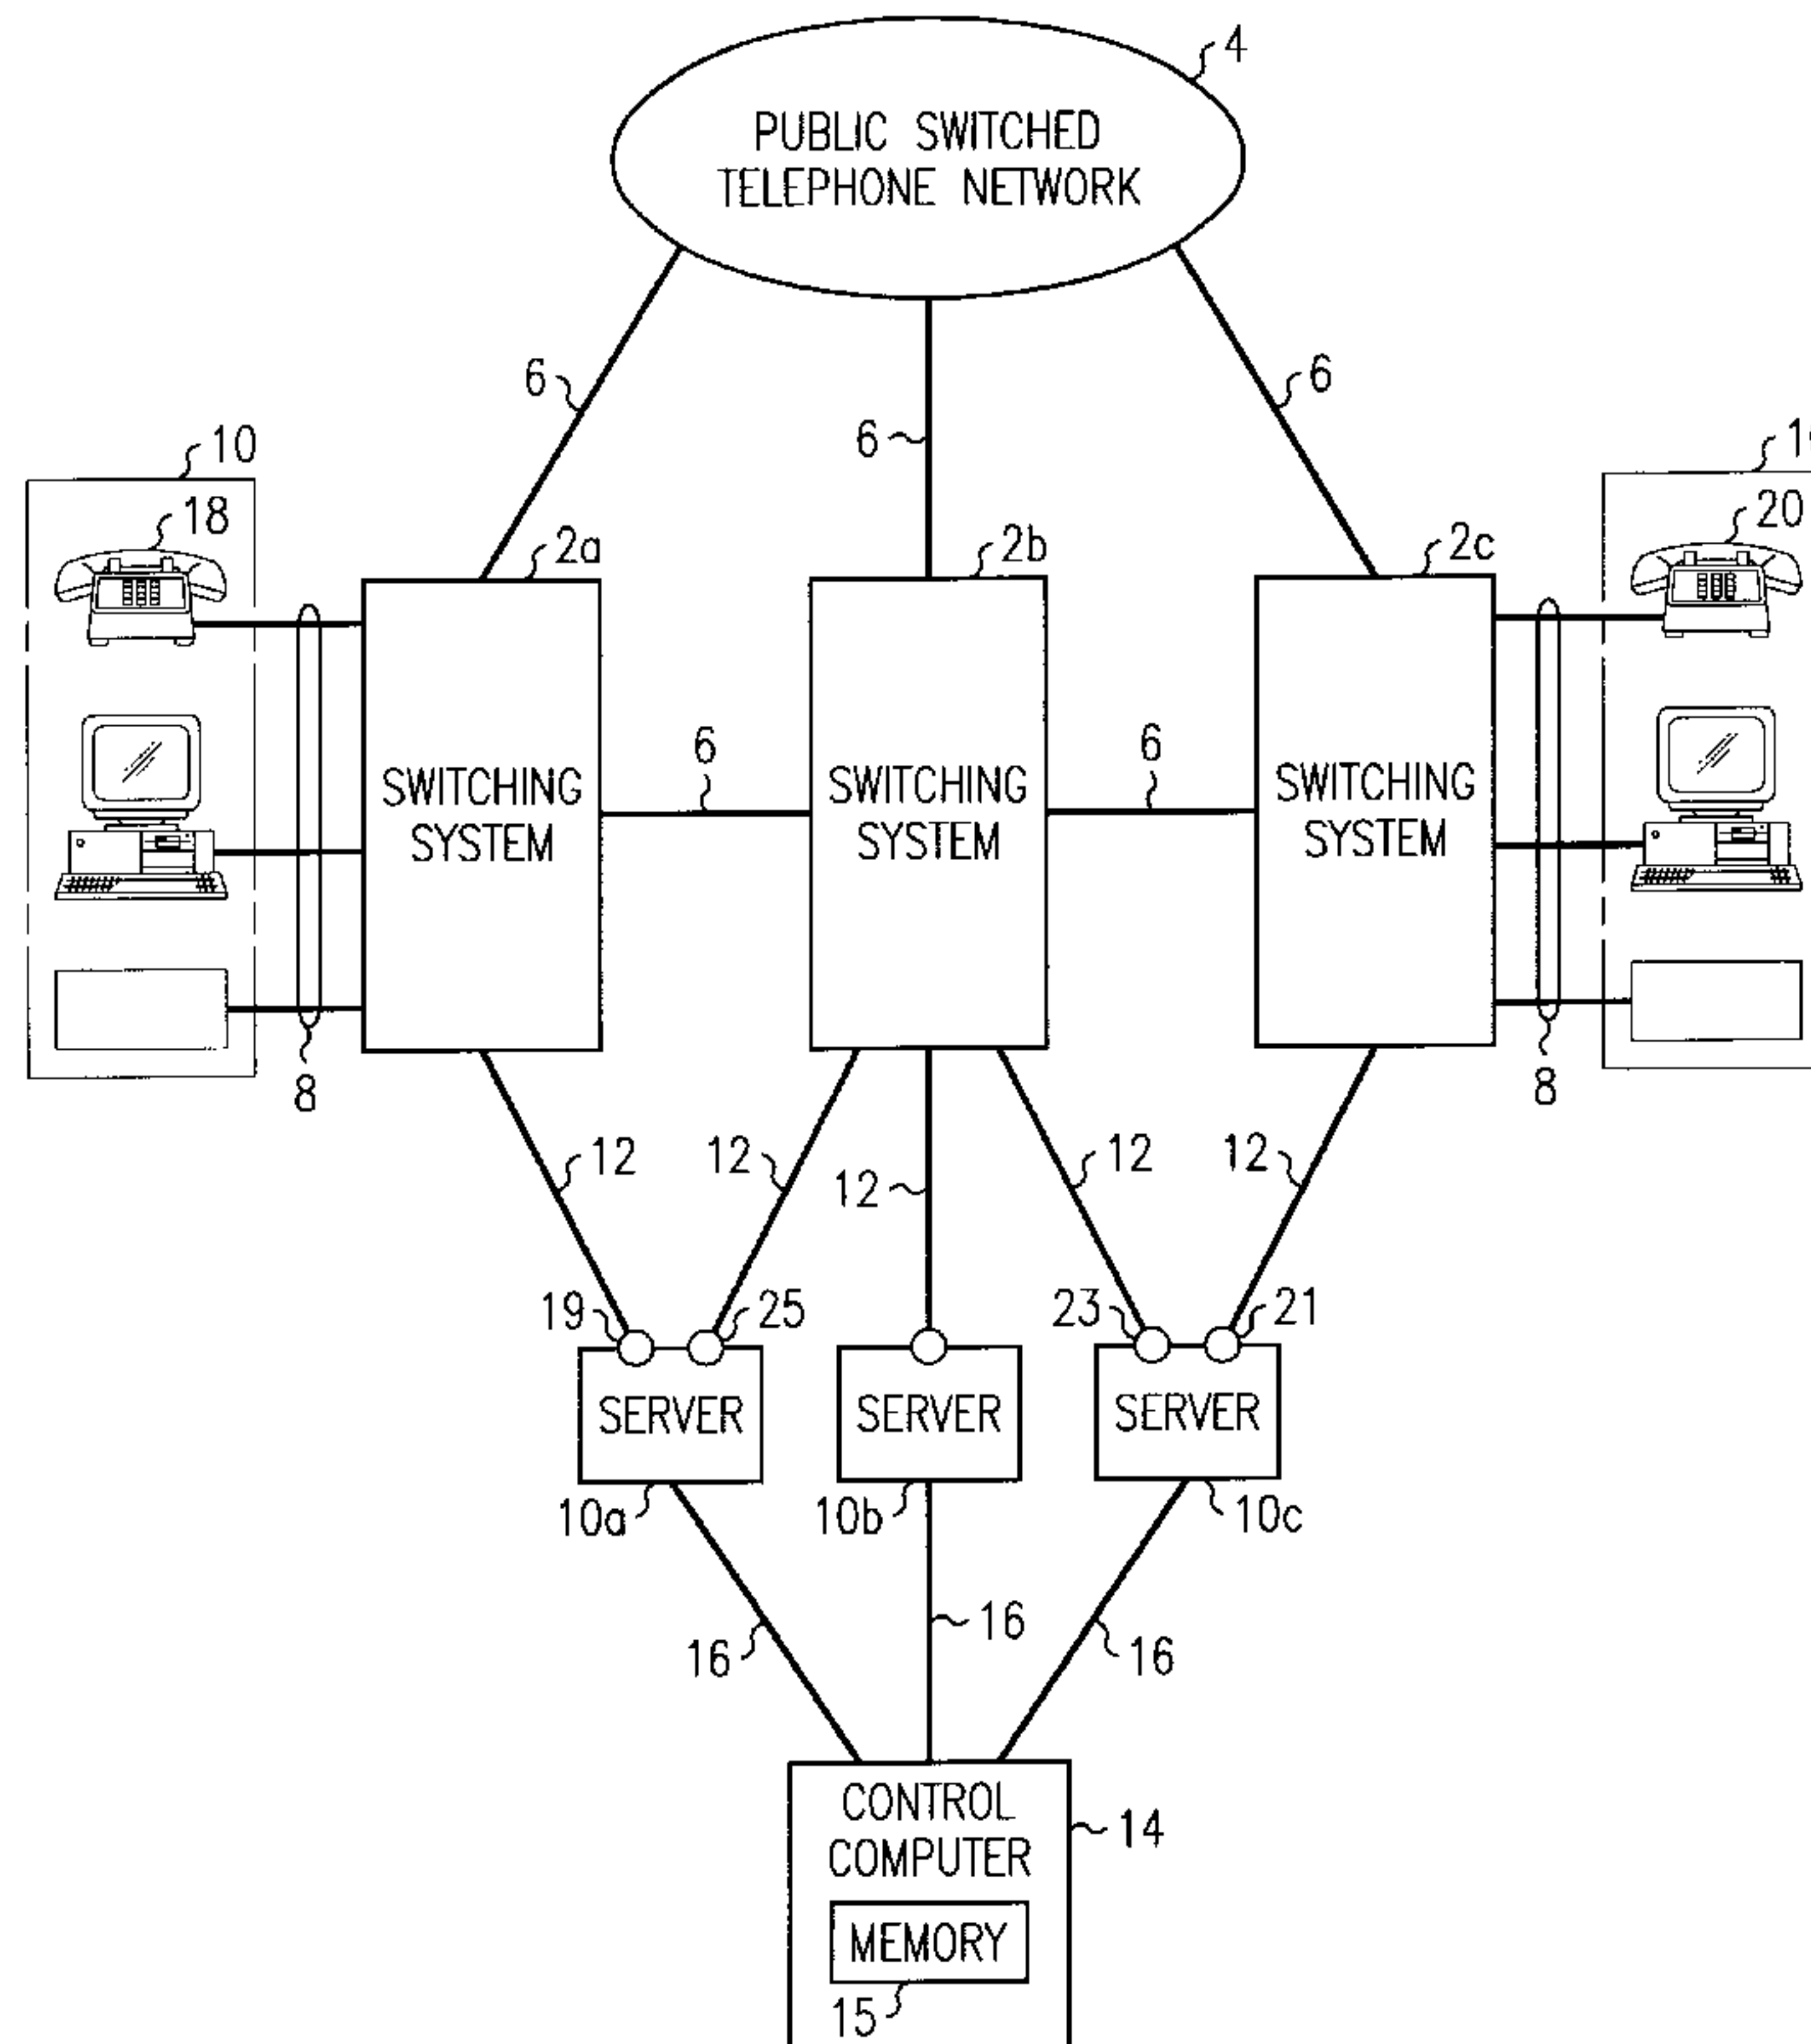 4
PUBLIC SWITCHED
TELEPHONE NETWORK
6
6
6
10
18
2a
2b
2c
20
SWITCHING
SYSTEM
6
SWITCHING
SYSTEM
6
SWITCHING
SYSTEM
8
8
12
12
12
12
12
19
25
23
21
SERVER
SERVER
SERVER
10a
10b
10c
16
16
16
CONTROL
COMPUTER
14
MEMORY
15